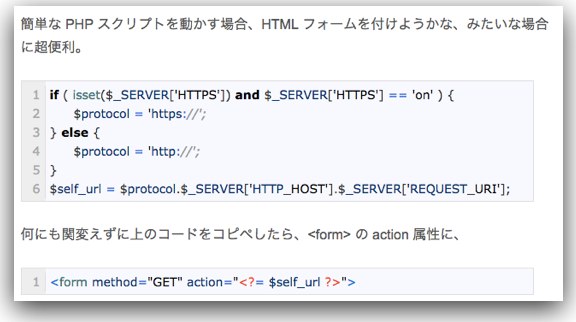 簡単な PHP スクリプトを動かす場合、HTML フォームを付けようかな、みたいな場合
に超便利。
1 if ( isset($_SERVER['HTTPS']) and $_SERVER['HTTPS'] == 'on' ) {
2     $protocol = 'https://';
3 } else {
4     $protocol = 'http://';
5 }
6 $self_url = $protocol.$_SERVER['HTTP_HOST'].$_SERVER['REQUEST_URI'];
何にも関変えずに上のコードをコピペしたら、<form> の action 属性に、
1 <form method="GET" action="<?= $self_url ?>">